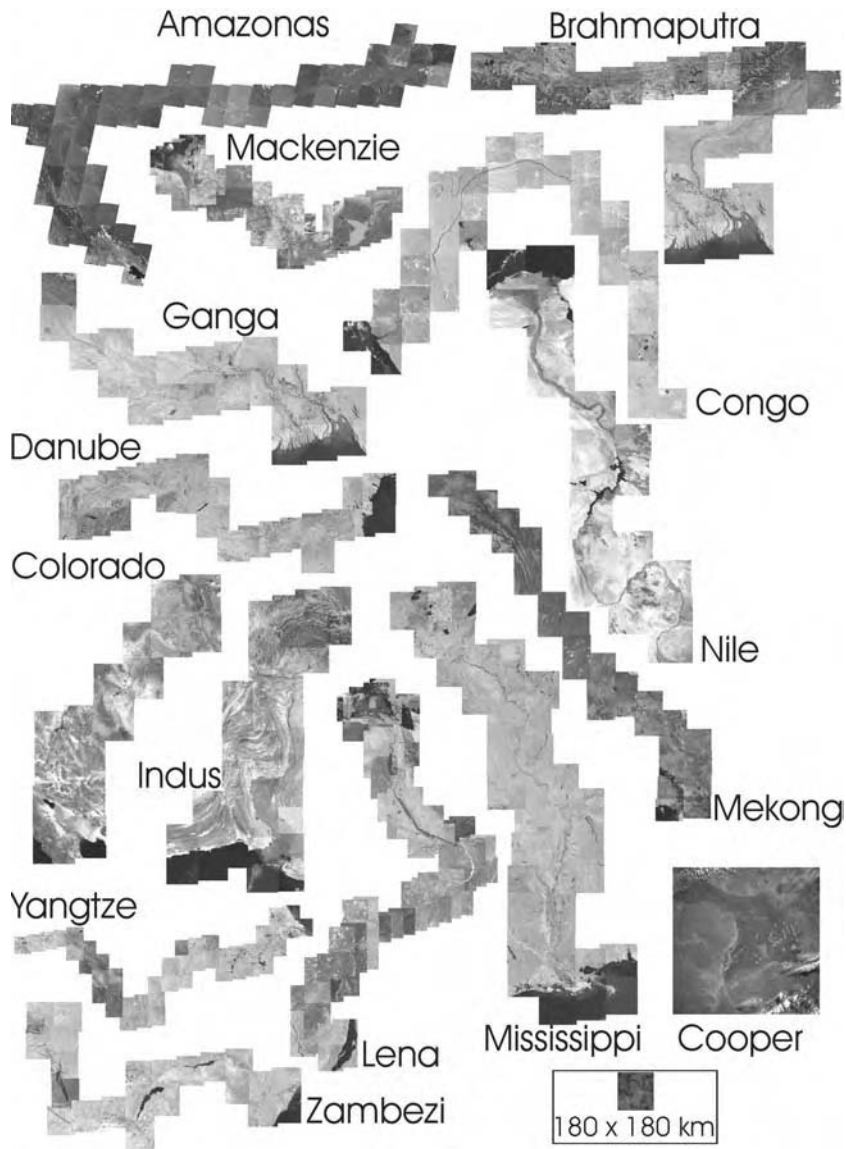 Amazonas
Brahmaputra
Mackenzie
Ganga
Congo
Danube
Colorado
Nile
Indus
Mekong
Yangtze
Lena
Mississippi
Cooper
Zambezi
180 x 180 km